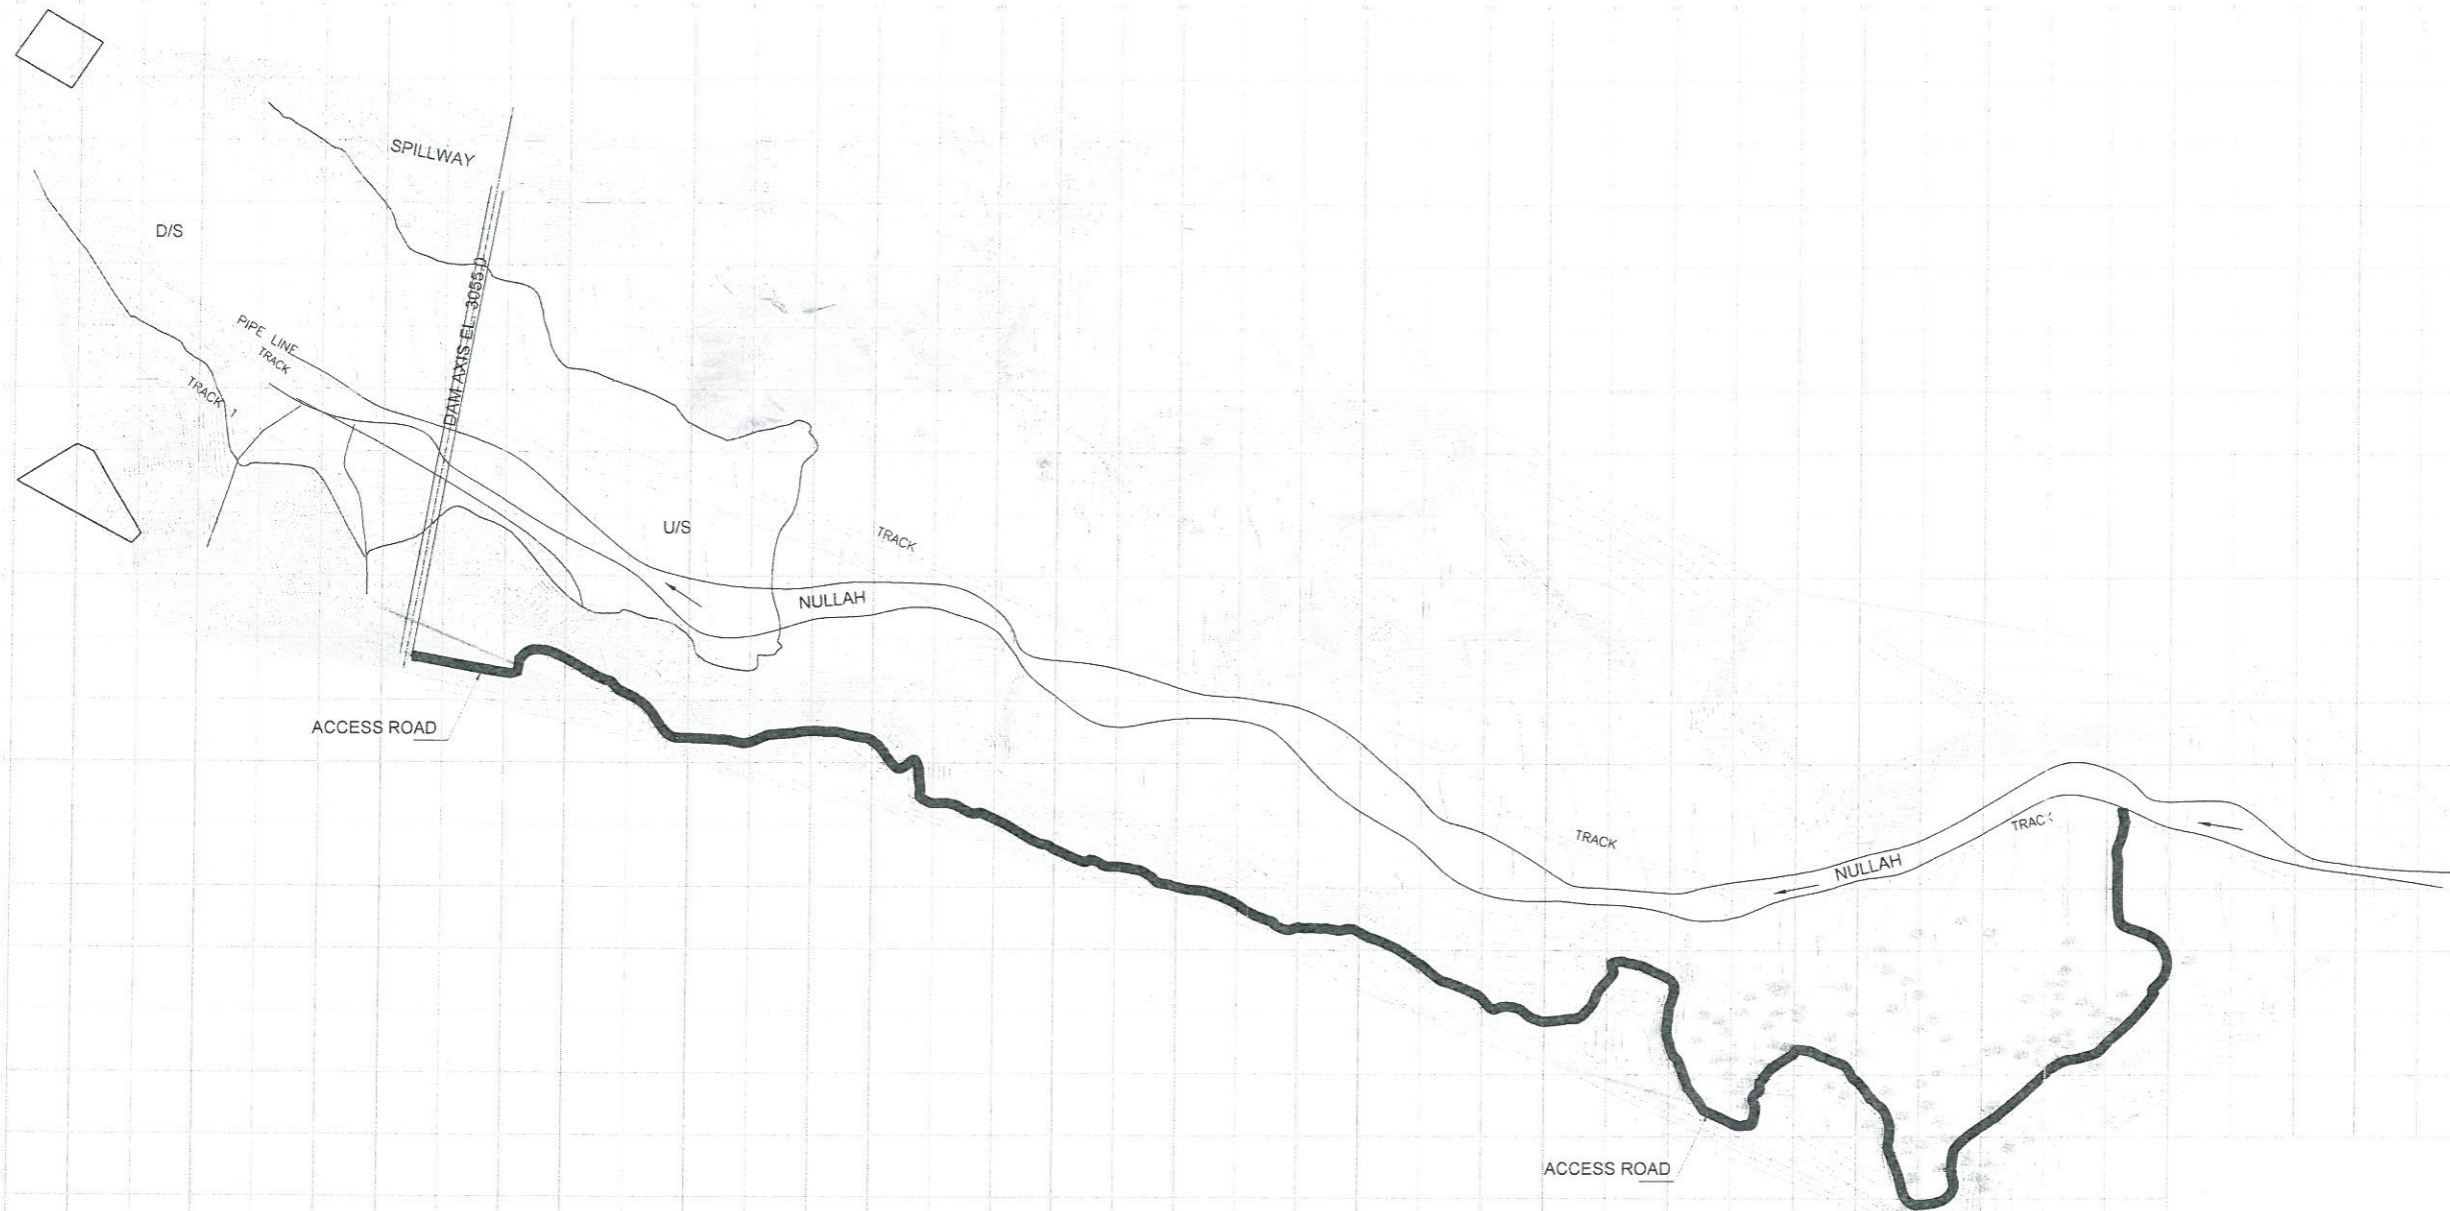 SPILLWAY
D/S
DAM AXIS EL. 3055.0
PIPE LINE
TRACK
TRACK 1
U/S
TRACK
NULLAH
ACCESS ROAD
TRACK
TRACK
NULLAH
ACCESS ROAD